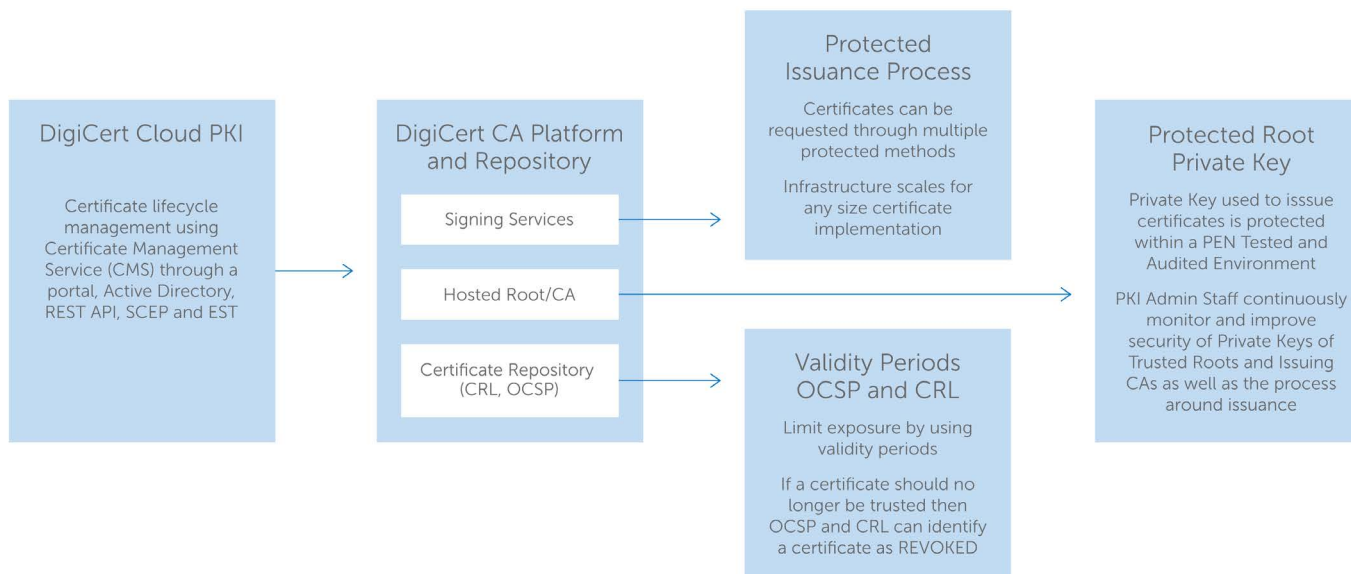 DigiCert Cloud PKI
Certificate lifecycle
management using
Certificate Management
Service (CMS) through a
portal, Active Directory,
REST API, SCEP and EST
DigiCert CA Platform
and Repository
Signing Services
Hosted Root/CA
Certificate Repository
(CRL, OCSP)
Protected
Issuance Process
Certificates can be
requested through multiple
protected methods
Infrastructure scales for
any size certificate
implementation
Validity Periods
OCSP and CRL
Limit exposure by using
validity periods
If a certificate should no
longer be trusted then
OCSP and CRL can identify
a certificate as REVOKED
Protected Root
Private Key
Private Key used to isssue
certificates is protected
within a PEN Tested and
Audited Environment
PKI Admin Staff continuously
monitor and improve
security of Private Keys of
Trusted Roots and Issuing
CAs as well as the process
around issuance